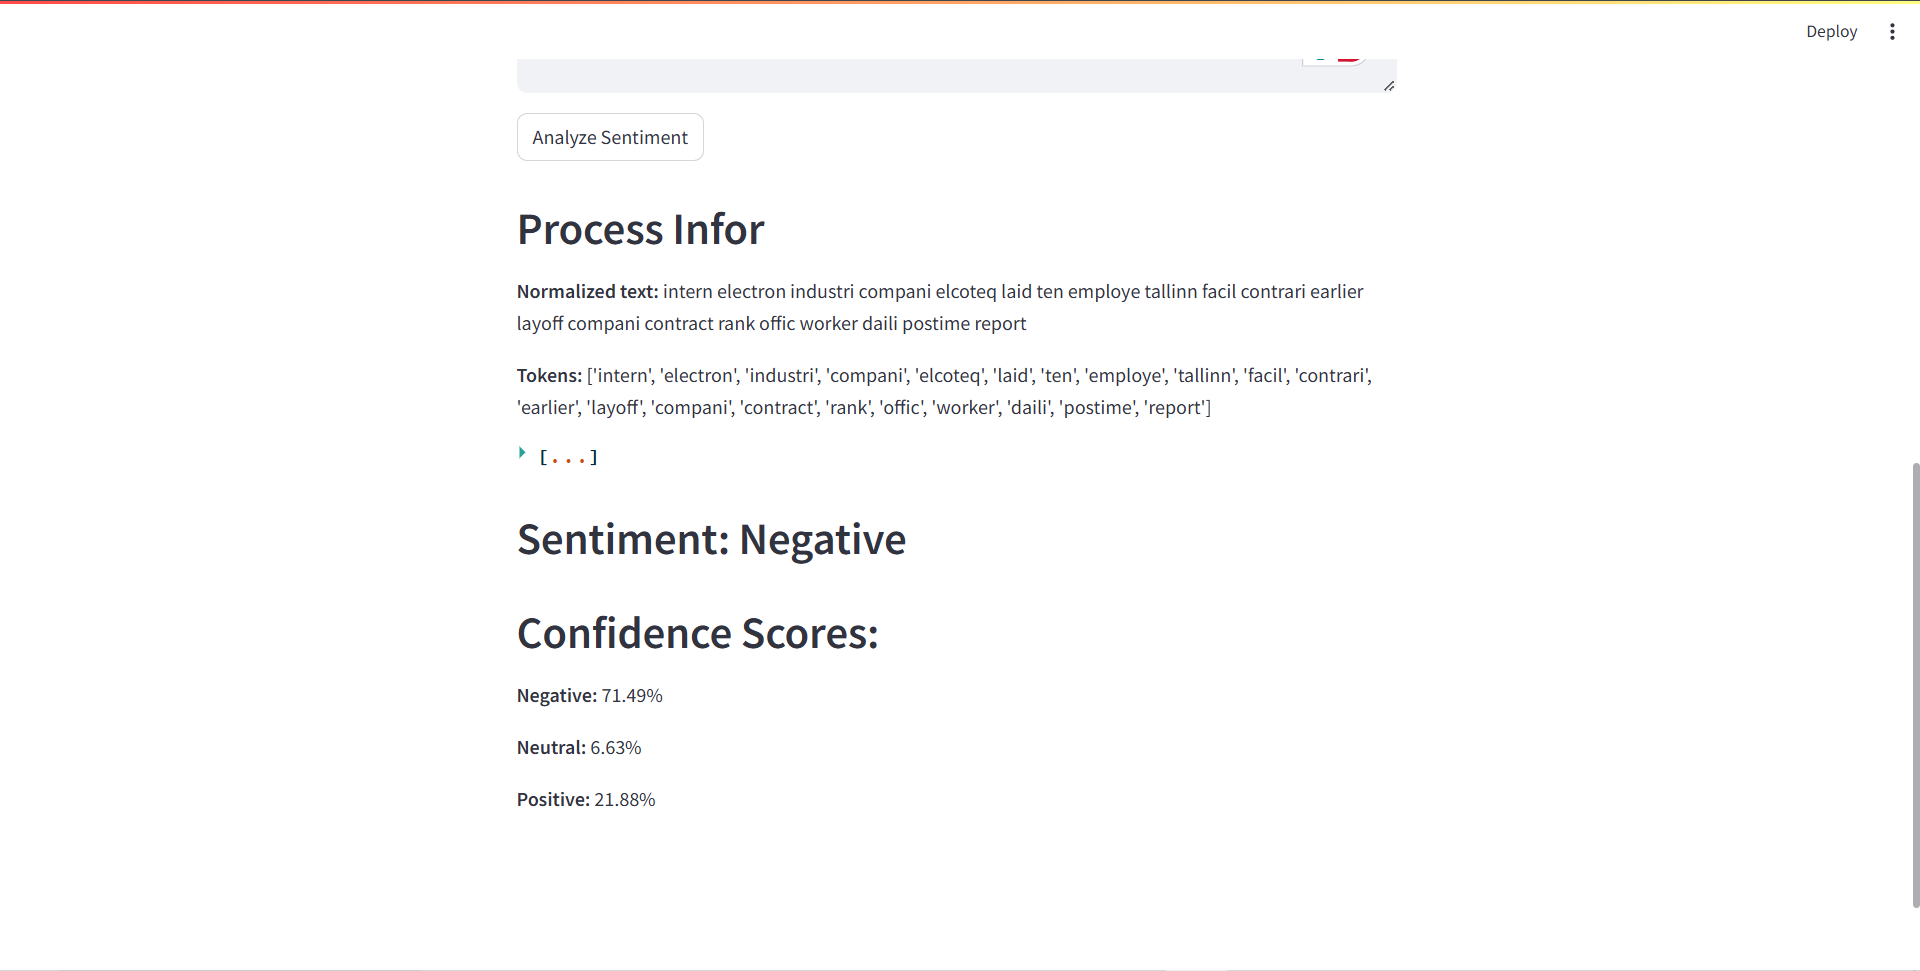 Deploy
Analyze Sentiment
Process Infor
Normalized text: intern electron industri compani elcoteq laid ten employe tallinn facil contrari earlier
layoff compani contract rank offic worker daili postime report
Tokens: ['intern', 'electron', 'industri', 'compani', 'elcoteq', 'laid', 'ten', 'employe', 'tallinn', 'facil', 'contrari',
'earlier', 'layoff', 'compani', 'contract', 'rank', 'offic', 'worker', 'daili', 'postime', 'report']
[...]
Sentiment: Negative
Confidence Scores:
Negative: 71.49%
Neutral: 6.63%
Positive: 21.88%